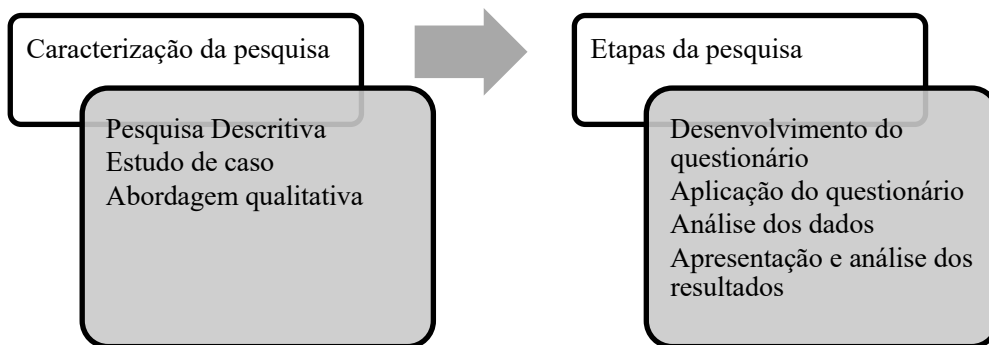 Caracterização da pesquisa
Pesquisa Descritiva
Estudo de caso
Abordagem qualitativa
Etapas da pesquisa
Desenvolvimento do
questionário
Aplicação do questionário
Análise dos dados
Apresentação e análise dos
resultados